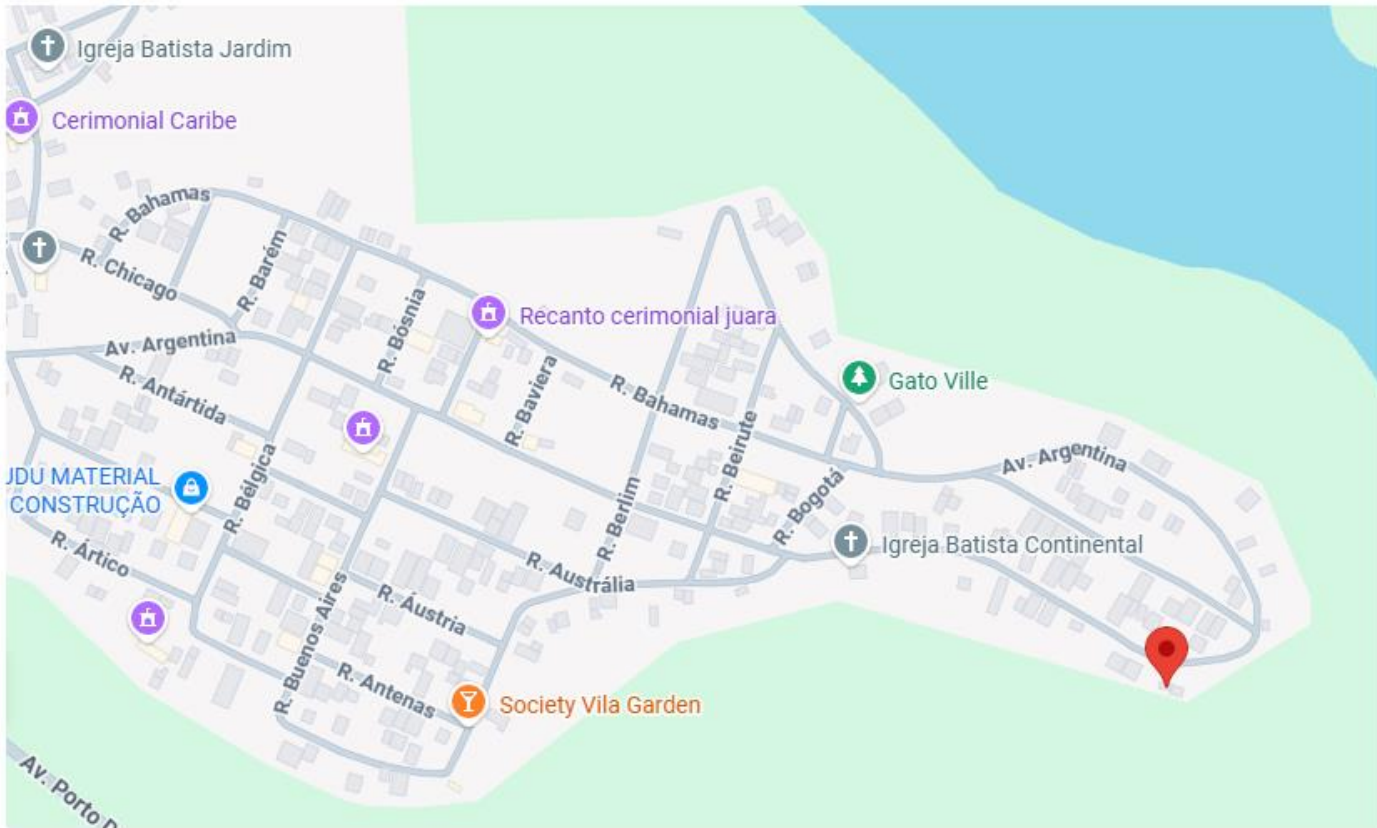 Igreja Batista Jardim
Cerimonial Caribe
R. Bahamas
R. Barém
R. Chicago
R. Bósnia
Recanto cerimonial juara
Av. Argentina
R. Antártida
R. Baviera
R. Bahamas
Gato Ville
R. Beirute
Av. Argentina
R. Bélgica
UDU MATERIAL
CONSTRUÇÃO
R. Bogotá
R. Berlim
Igreja Batista Continental
R. Ártico
R. Austrália
R. Áustria
R. Buenos Aires
R. Antenas
Society Vila Garden
Av. Porto